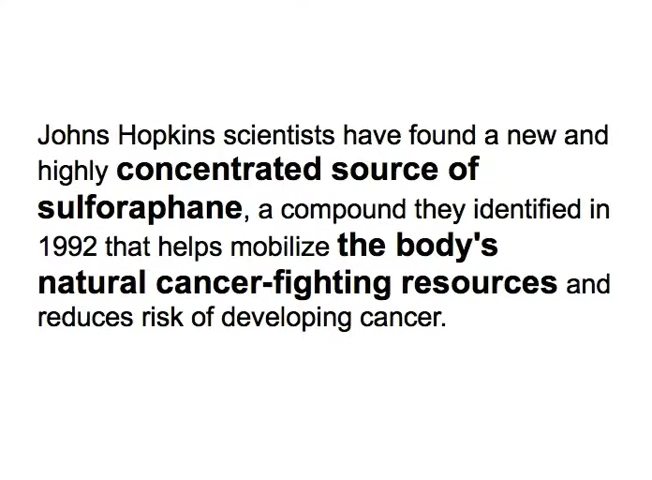 Johns Hopkins scientists have found a new and
highly concentrated source of
sulforaphane, a compound they identified in
1992 that helps mobilize the body's
natural cancer-fighting resources and
reduces risk of developing cancer.